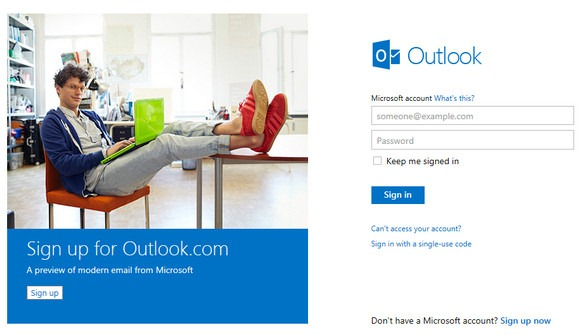 Sign up for Outlook.com
A preview of modern email from Microsoft
Sign up
Outlook
Microsoft account What's this?
someone@example.com
Password
Keep me signed in
Sign in
Can't access your account?
Sign in with a single-use code
Don't have a Microsoft account? Sign up now